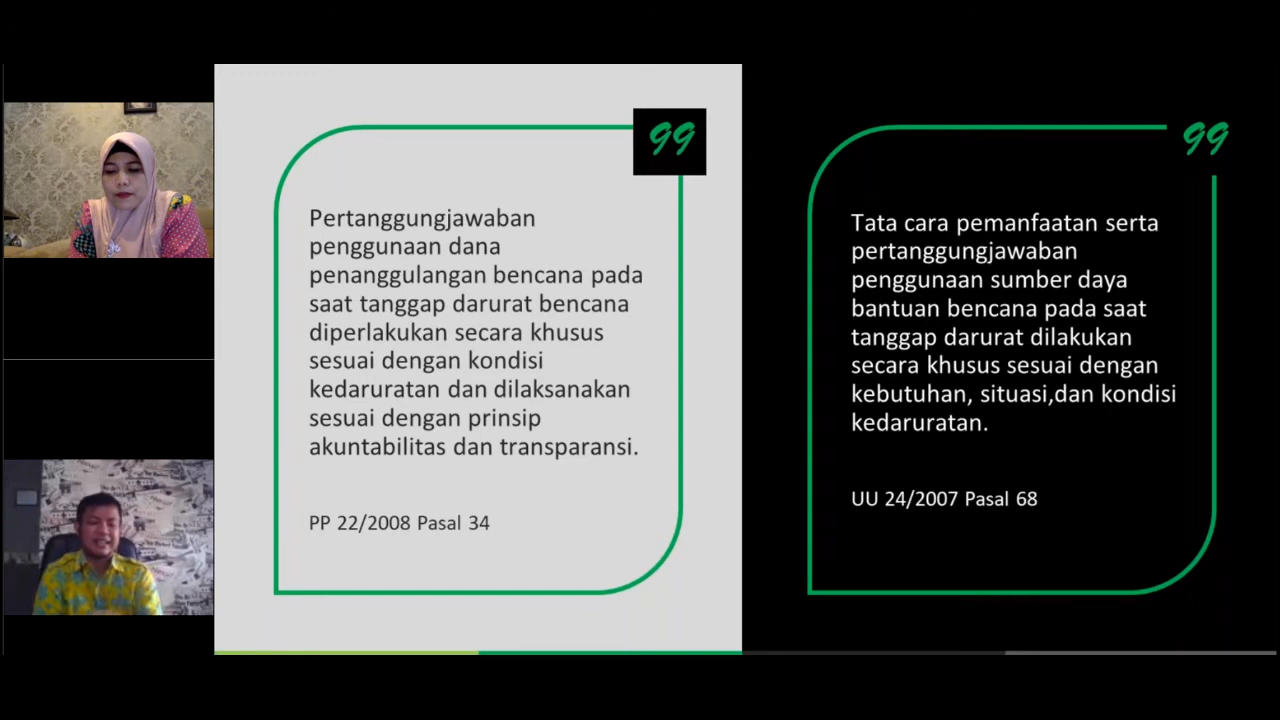 99
Pertanggungjawaban
penggunaan dana
penanggulangan bencana pada
saat tanggap darurat bencana
diperlakukan secara khusus
sesuai dengan kondisi
kedaruratan dan dilaksanakan
sesuai dengan prinsip
akuntabilitas dan transparansi.
PP 22/2008 Pasal 34
99
Tata cara pemanfaatan serta
pertanggungjawaban
penggunaan sumber daya
bantuan bencana pada saat
tanggap darurat dilakukan
secara khusus sesuai dengan
kebutuhan, situasi,dan kondisi
kedaruratan.
UU 24/2007 Pasal 68